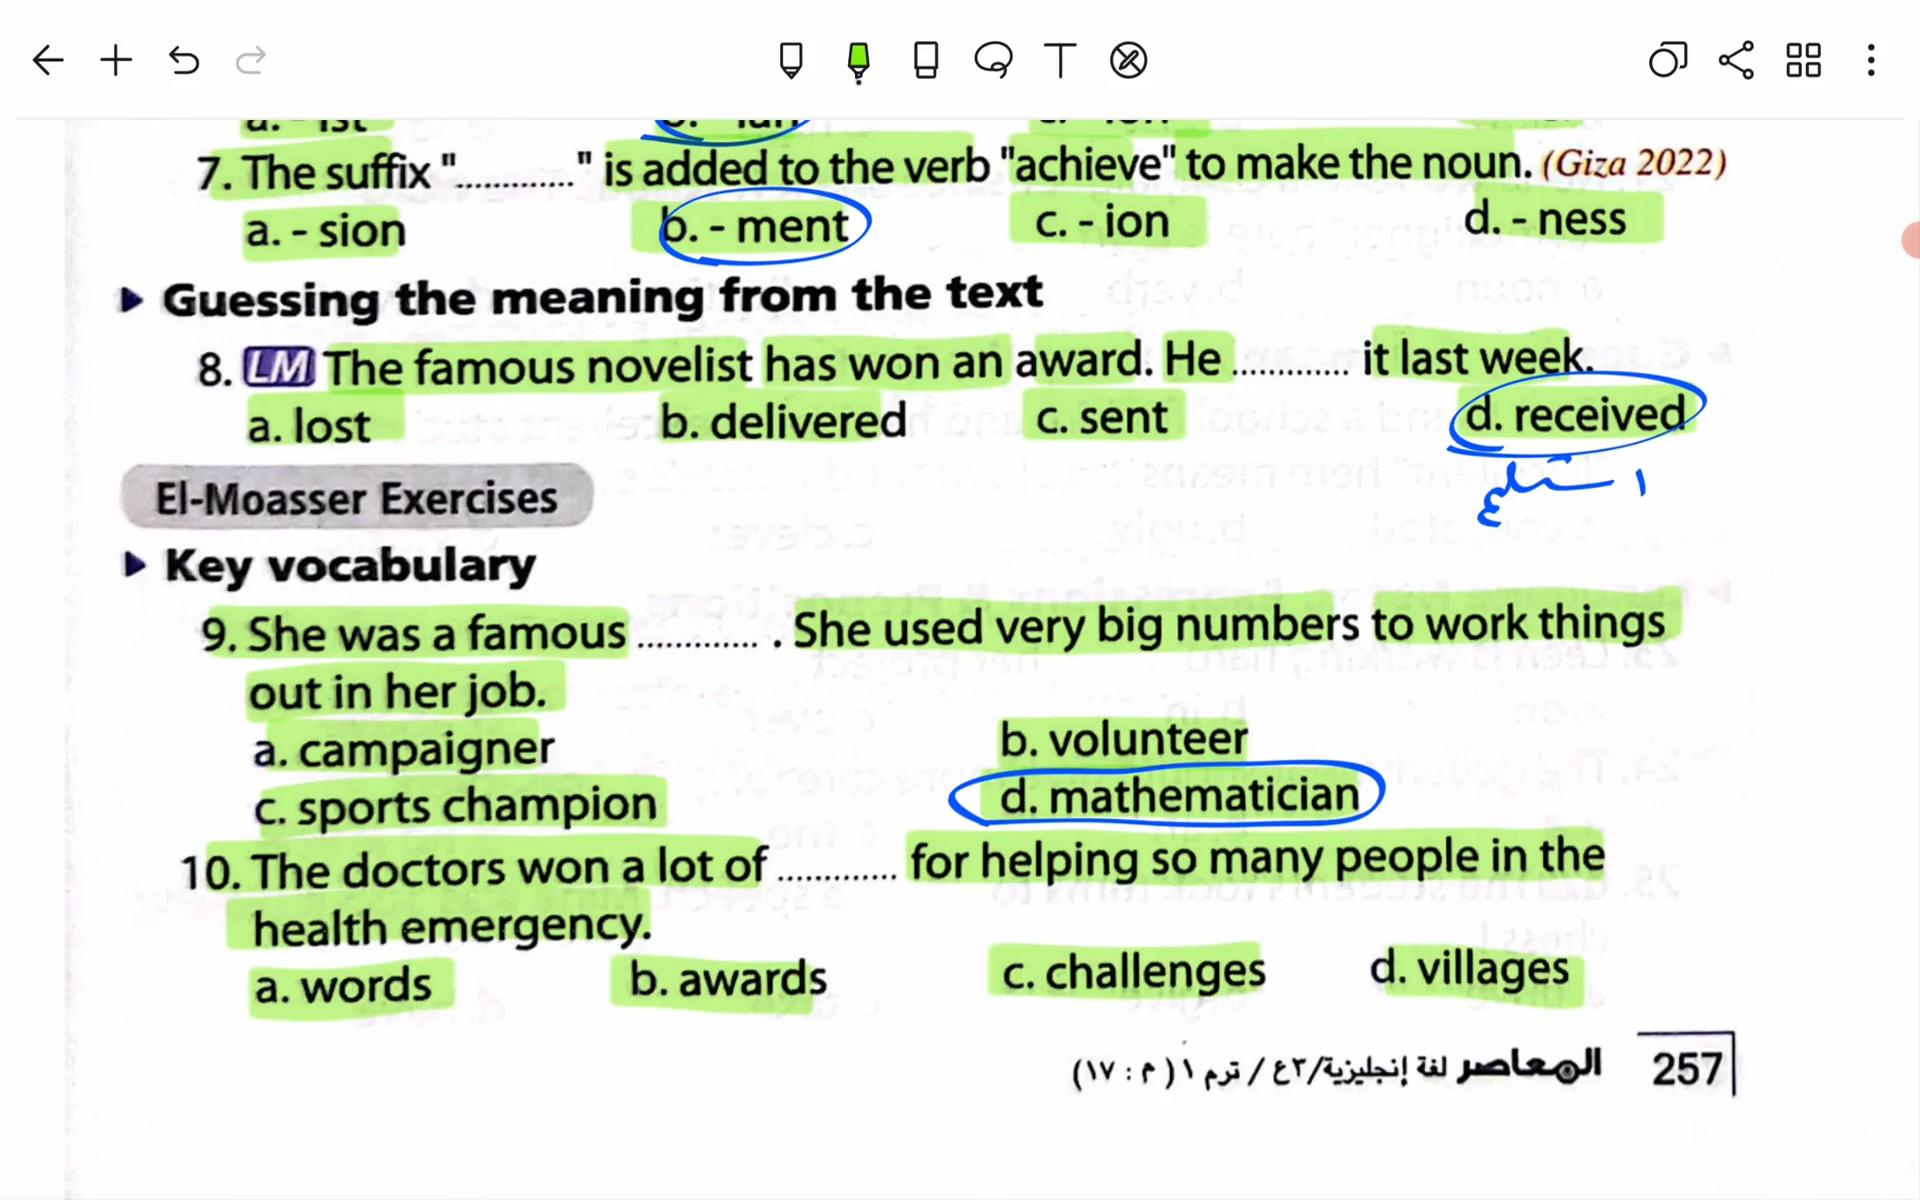 7. The suffix "............." is added to the verb "achieve" to make the noun. (Giza 2022)
a. - sion b. - ment c. - ion d. - ness
Guessing the meaning from the text
8. LM The famous novelist has won an award. He ............. it last week.
a. lost b. delivered c. sent d. received
El-Moasser Exercises
Key vocabulary
9. She was a famous ............. . She used very big numbers to work things
out in her job.
a. campaigner b. volunteer
c. sports champion d. mathematician
10. The doctors won a lot of ............. for helping so many people in the
health emergency.
a. words b. awards c. challenges d. villages
المعاصر لغة إنجليزية/٣ع / ترم ١ (م : ١٧) 257